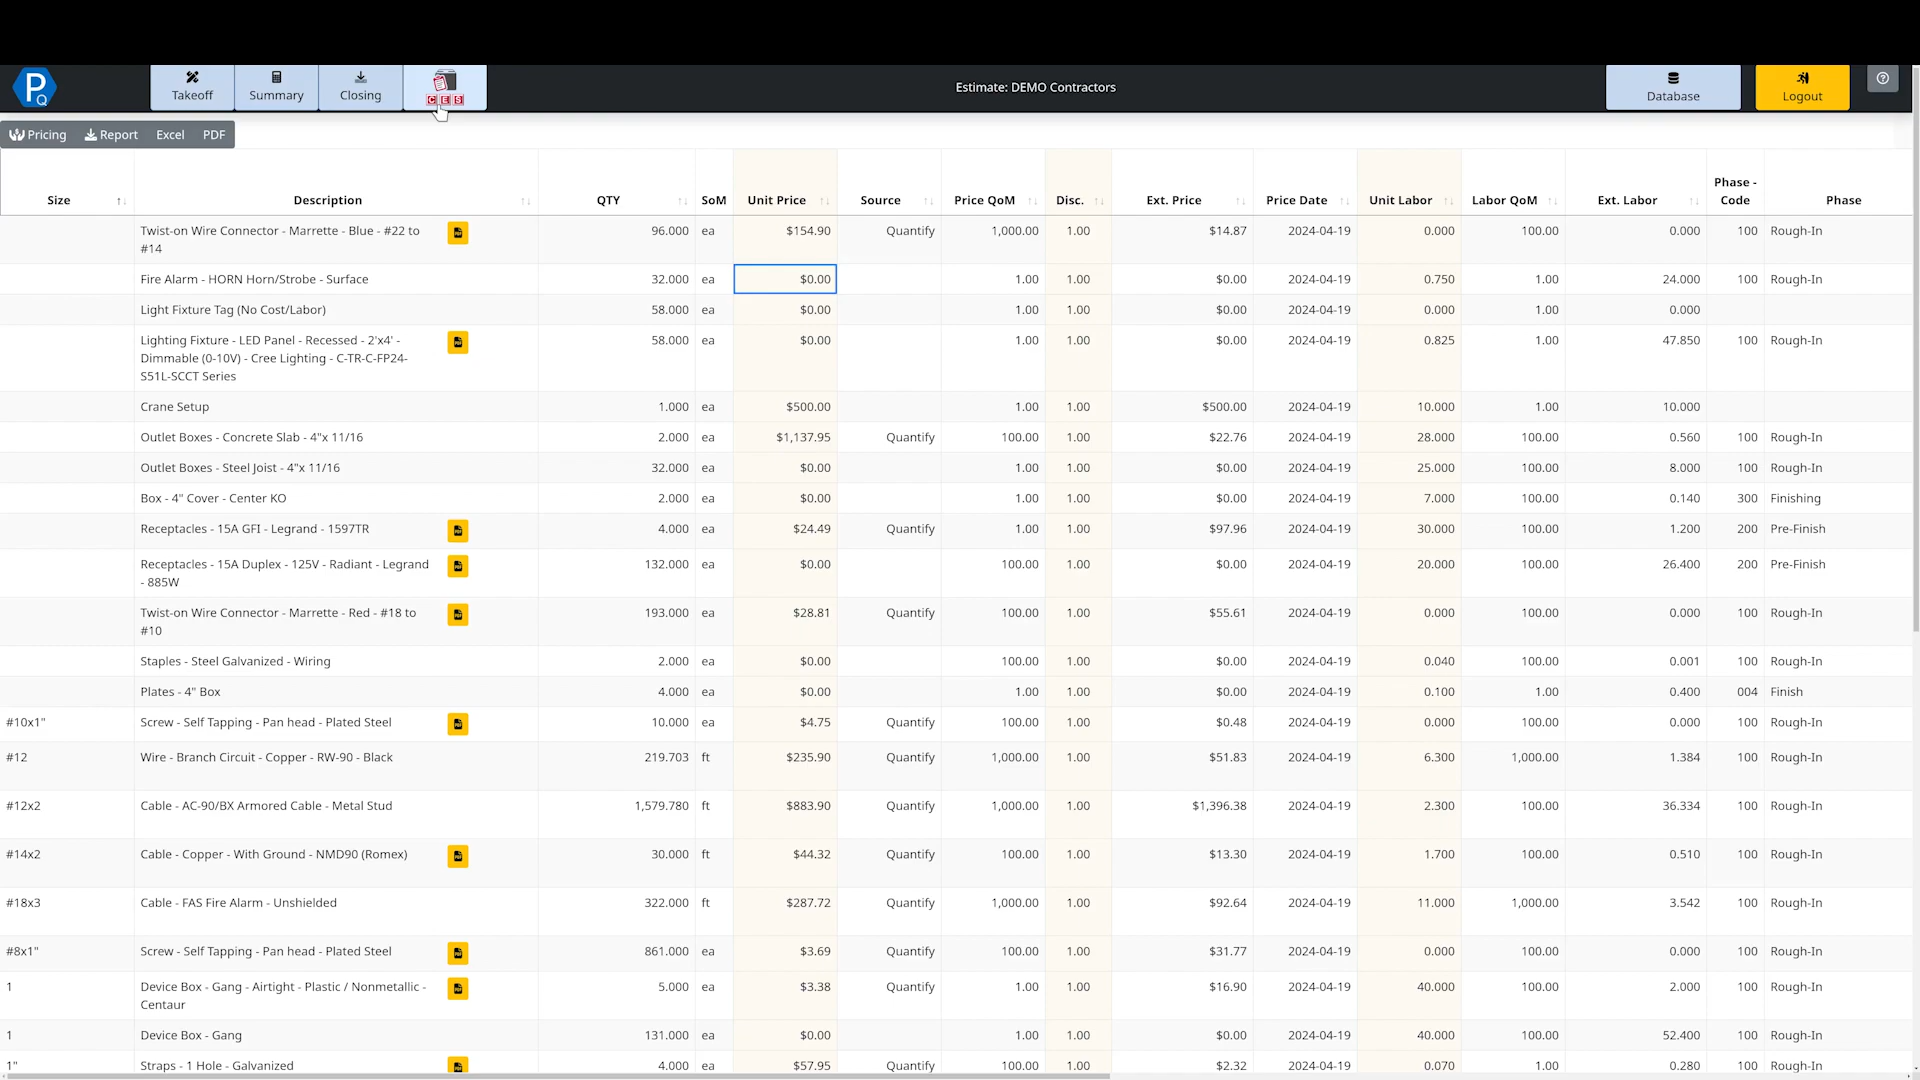 P Q
Takeoff Summary Closing CES Estimate: DEMO Contractors Database Logout
Pricing Report Excel PDF
Phase -
Size Description QTY SoM Unit Price Source Price QoM Disc. Ext. Price Price Date Unit Labor Labor QoM Ext. Labor Code Phase
Twist-on Wire Connector - Marrette - Blue - #22 to 96.000 ea $154.90 Quantify 1,000.00 1.00 $14.87 2024-04-19 0.000 100.00 0.000 100 Rough-In
#14
Fire Alarm - HORN Horn/Strobe - Surface 32.000 ea $0.00 1.00 1.00 $0.00 2024-04-19 0.750 1.00 24.000 100 Rough-In
Light Fixture Tag (No Cost/Labor) 58.000 ea $0.00 1.00 1.00 $0.00 2024-04-19 0.000 1.00 0.000
Lighting Fixture - LED Panel - Recessed - 2'x4' - 58.000 ea $0.00 1.00 1.00 $0.00 2024-04-19 0.825 1.00 47.850 100 Rough-In
Dimmable (0-10V) - Cree Lighting - C-TR-C-FP24-
S51L-SCCT Series
Crane Setup 1.000 ea $500.00 1.00 1.00 $500.00 2024-04-19 10.000 1.00 10.000
Outlet Boxes - Concrete Slab - 4"x 11/16 2.000 ea $1,137.95 Quantify 100.00 1.00 $22.76 2024-04-19 28.000 100.00 0.560 100 Rough-In
Outlet Boxes - Steel Joist - 4"x 11/16 32.000 ea $0.00 1.00 1.00 $0.00 2024-04-19 25.000 100.00 8.000 100 Rough-In
Box - 4" Cover - Center KO 2.000 ea $0.00 1.00 1.00 $0.00 2024-04-19 7.000 100.00 0.140 300 Finishing
Receptacles - 15A GFI - Legrand - 1597TR 4.000 ea $24.49 Quantify 1.00 1.00 $97.96 2024-04-19 30.000 100.00 1.200 200 Pre-Finish
Receptacles - 15A Duplex - 125V - Radiant - Legrand 132.000 ea $0.00 100.00 1.00 $0.00 2024-04-19 20.000 100.00 26.400 200 Pre-Finish
- 885W
Twist-on Wire Connector - Marrette - Red - #18 to 193.000 ea $28.81 Quantify 100.00 1.00 $55.61 2024-04-19 0.000 100.00 0.000 100 Rough-In
#10
Staples - Steel Galvanized - Wiring 2.000 ea $0.00 100.00 1.00 $0.00 2024-04-19 0.040 100.00 0.001 100 Rough-In
Plates - 4" Box 4.000 ea $0.00 1.00 1.00 $0.00 2024-04-19 0.100 1.00 0.400 004 Finish
#10x1" Screw - Self Tapping - Pan head - Plated Steel 10.000 ea $4.75 Quantify 100.00 1.00 $0.48 2024-04-19 0.000 100.00 0.000 100 Rough-In
#12 Wire - Branch Circuit - Copper - RW-90 - Black 219.703 ft $235.90 Quantify 1,000.00 1.00 $51.83 2024-04-19 6.300 1,000.00 1.384 100 Rough-In
#12x2 Cable - AC-90/BX Armored Cable - Metal Stud 1,579.780 ft $883.90 Quantify 1,000.00 1.00 $1,396.38 2024-04-19 2.300 100.00 36.334 100 Rough-In
#14x2 Cable - Copper - With Ground - NMD90 (Romex) 30.000 ft $44.32 Quantify 100.00 1.00 $13.30 2024-04-19 1.700 100.00 0.510 100 Rough-In
#18x3 Cable - FAS Fire Alarm - Unshielded 322.000 ft $287.72 Quantify 1,000.00 1.00 $92.64 2024-04-19 11.000 1,000.00 3.542 100 Rough-In
#8x1" Screw - Self Tapping - Pan head - Plated Steel 861.000 ea $3.69 Quantify 100.00 1.00 $31.77 2024-04-19 0.000 100.00 0.000 100 Rough-In
1 Device Box - Gang - Airtight - Plastic / Nonmetallic - 5.000 ea $3.38 Quantify 1.00 1.00 $16.90 2024-04-19 40.000 100.00 2.000 100 Rough-In
Centaur
1 Device Box - Gang 131.000 ea $0.00 1.00 1.00 $0.00 2024-04-19 40.000 100.00 52.400 100 Rough-In
1" Straps - 1 Hole - Galvanized 4.000 ea $57.95 Quantify 100.00 1.00 $2.32 2024-04-19 0.070 1.00 0.280 100 Rough-In